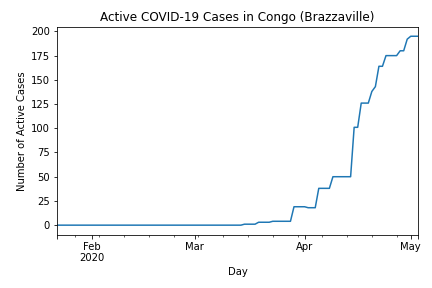 Active COVID-19 Cases in Congo (Brazzaville)
200
175
150
125
100
75
50
25
0
Number of Active Cases
Feb
2020
Mar
Apr
May
Day